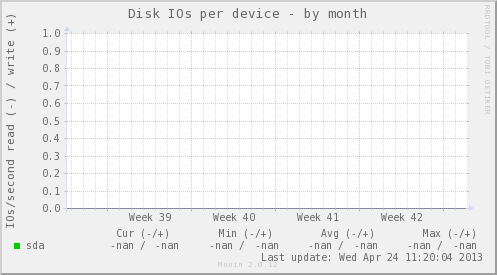 Disk IOs per device - by month
RRDTOOL / TOBI OETIKER
IOs/second read (-) / write (+)
1.0
0.9
0.8
0.7
0.6
0.5
0.4
0.3
0.2
0.1
0.0
Week 39 Week 40 Week 41 Week 42
Cur (-/+) Min (-/+) Avg (-/+) Max (-/+)
sda -nan / -nan -nan / -nan -nan / -nan -nan / -nan
Last update: Wed Apr 24 11:20:04 2013
Munin 2.0.12